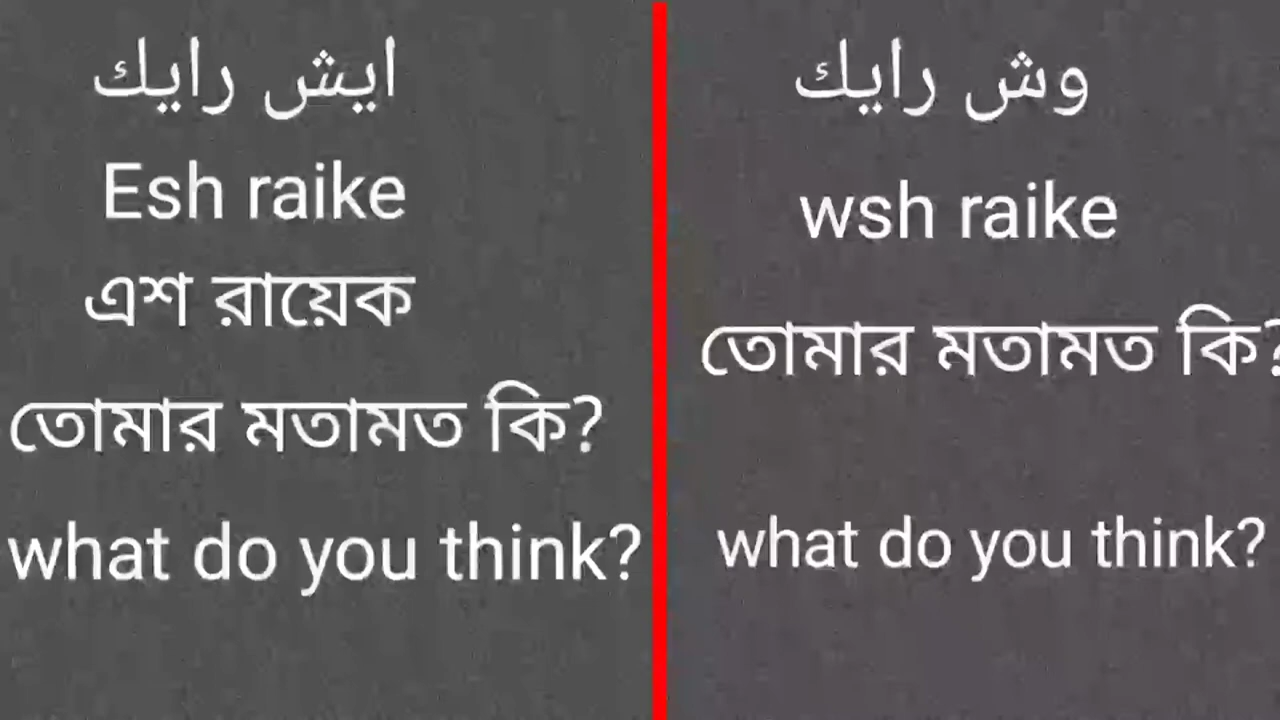 ايش رايك
Esh raike
এশ রায়েক
তোমার মতামত কি?
what do you think?
وش رايك
wsh raike
তোমার মতামত কি?
what do you think?